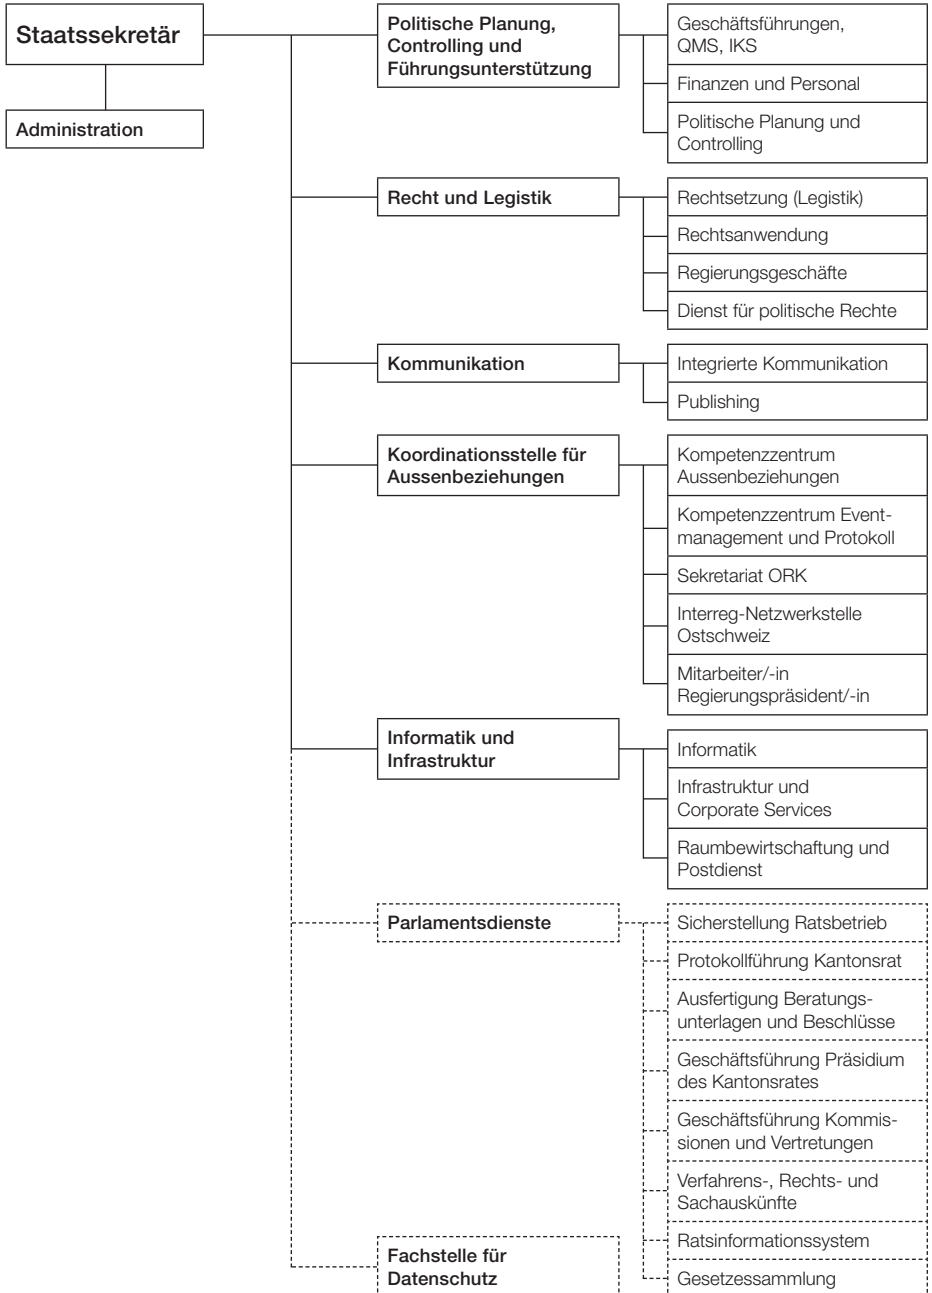 Staatssekretär
Administration
Politische Planung,
Controlling und
Führungsunterstützung
Geschäftsführungen,
QMS, IKS
Finanzen und Personal
Politische Planung und
Controlling
Recht und Legistik
Rechtsetzung (Legistik)
Rechtsanwendung
Regierungsgeschäfte
Dienst für politische Rechte
Kommunikation
Integrierte Kommunikation
Publishing
Koordinationsstelle für
Aussenbeziehungen
Kompetenzzentrum
Aussenbeziehungen
Kompetenzzentrum Event-
management und Protokoll
Sekretariat ORK
Interreg-Netzwerkstelle
Ostschweiz
Mitarbeiter/-in
Regierungspräsident/-in
Informatik und
Infrastruktur
Informatik
Infrastruktur und
Corporate Services
Raumbewirtschaftung und
Postdienst
Parlamentsdienste
Sicherstellung Ratsbetrieb
Protokollführung Kantonsrat
Ausfertigung Beratungs-
unterlagen und Beschlüsse
Geschäftsführung Präsidium
des Kantonsrates
Geschäftsführung Kommis-
sionen und Vertretungen
Verfahrens-, Rechts- und
Sachauskünfte
Ratsinformationssystem
Gesetzessammlung
Fachstelle für
Datenschutz